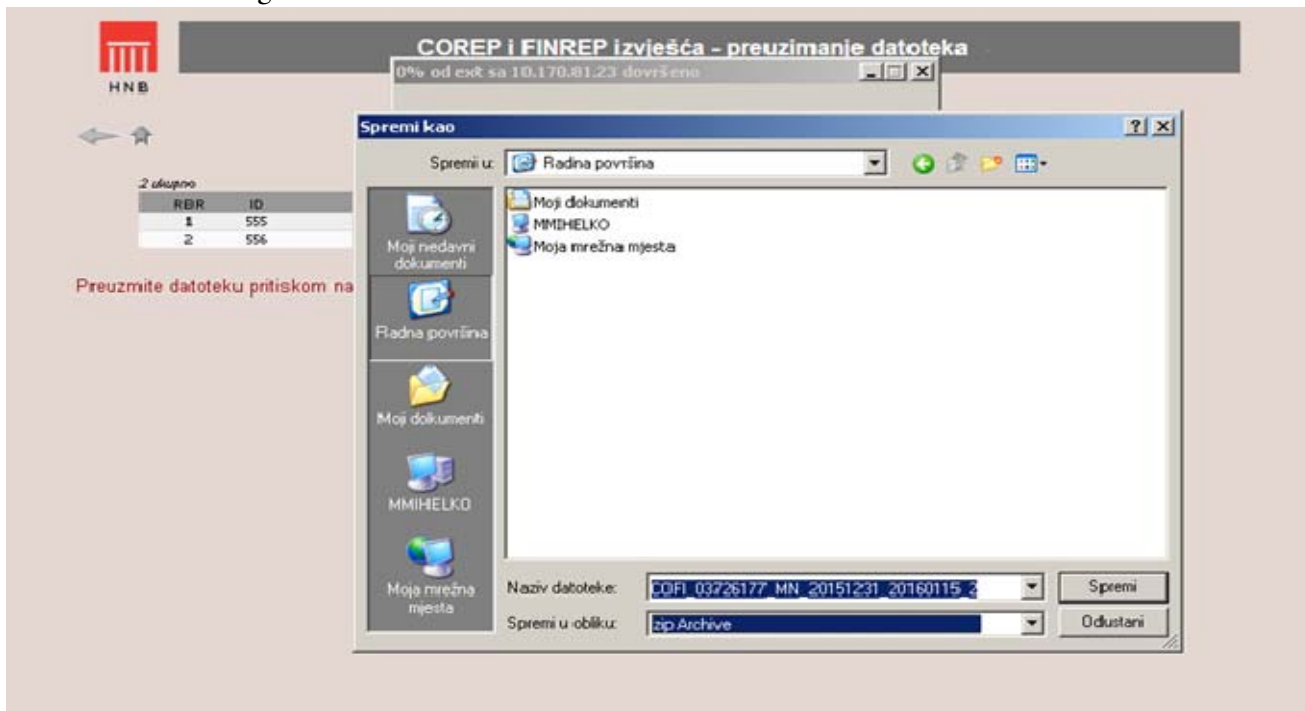 COREP i FINREP izvješća - preuzimanje datoteka
HNB
0% od ext sa 10.170.81.23 dovršeno
Spremi kao
Spremi u:
Radna površina
2 ukupno
RBR ID
1 555
2 556
Preuzmite datoteku pritiskom na
Moji nedavni
dokumenti
Radna površina
Moji dokumenti
MMIHELKO
Moja mrežna
mjesta
Moji dokumenti
MMIHELKO
Moja mrežna mjesta
Naziv datoteke:
COFI_03726177_MN_20151231_20160115_2
Spremi
Spremi u obliku:
zip Archive
Odustani